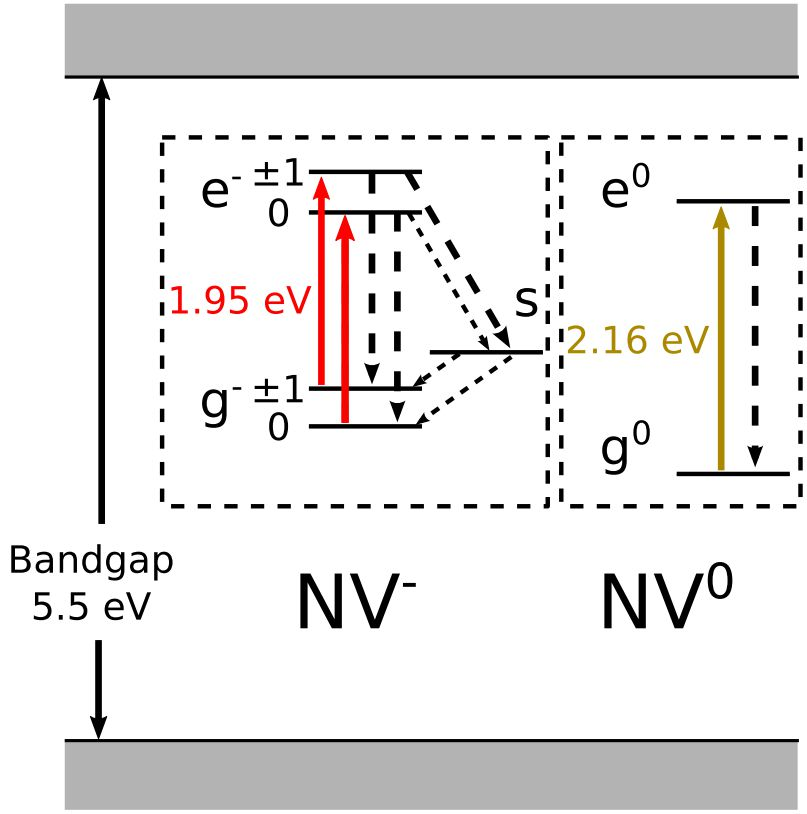 e⁻ ±1
0
1.95 eV
s
g⁻ ±1
0
e⁰
2.16 eV
g⁰
Bandgap
5.5 eV
NV⁻
NV⁰